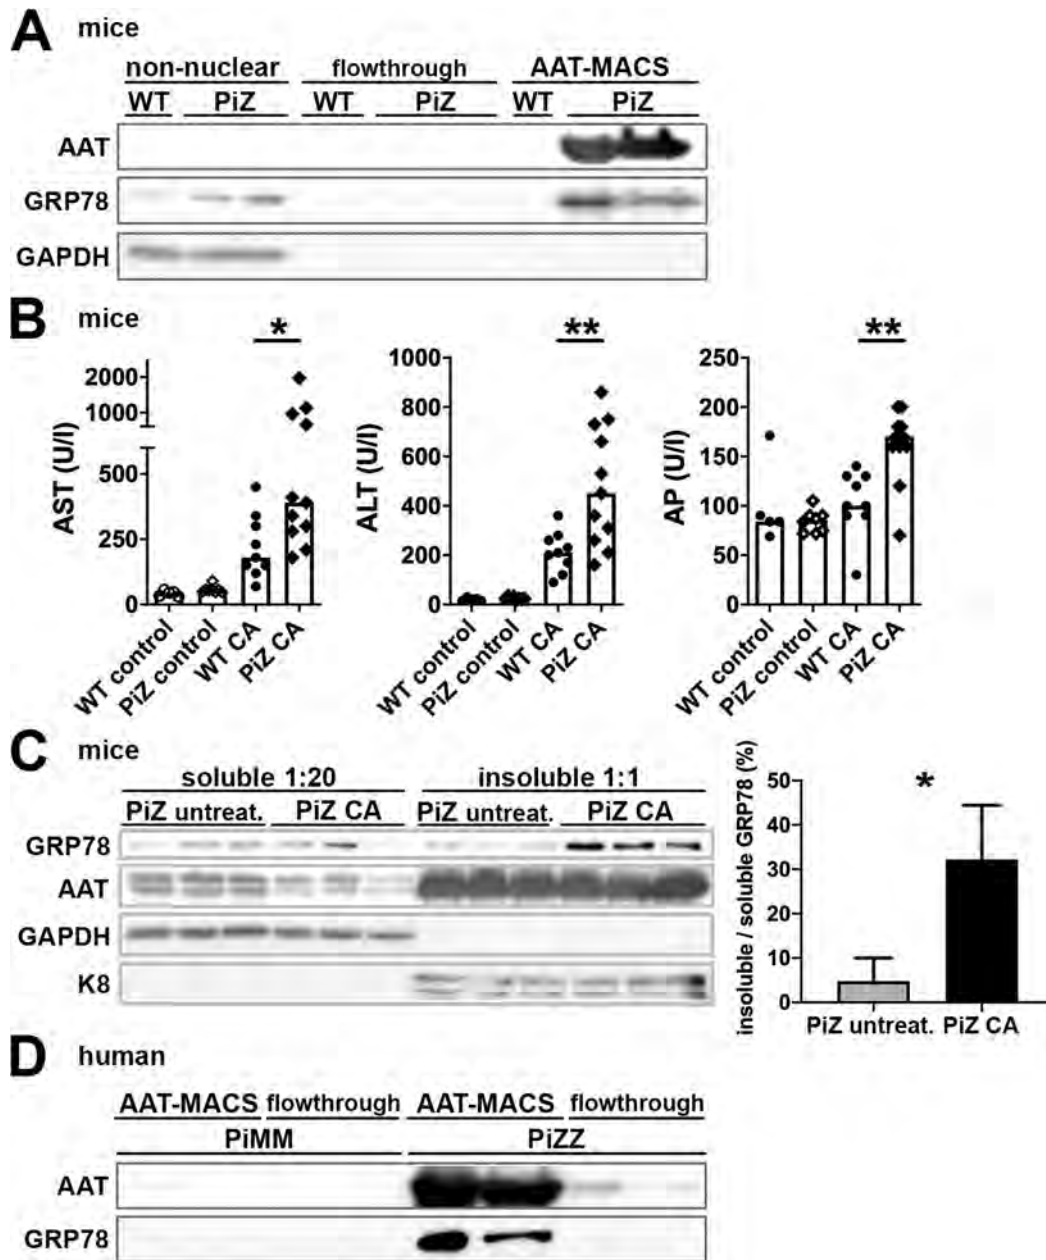 A mice
non-nuclear flowthrough AAT-MACS
WT PiZ WT PiZ WT PiZ
AAT
GRP78
GAPDH
B mice
* ** **
AST (U/l)
2000
1000
500
250
0
WT control PiZ control WT CA PiZ CA
ALT (U/l)
1000
800
600
400
200
0
WT control PiZ control WT CA PiZ CA
AP (U/l)
250
200
150
100
50
0
WT control PiZ control WT CA PiZ CA
C mice
soluble 1:20 insoluble 1:1
PiZ untreat. PiZ CA PiZ untreat. PiZ CA
GRP78
AAT
GAPDH
K8
insoluble / soluble GRP78 (%)
50
40
30
20
10
0
*
PiZ untreat. PiZ CA
D human
AAT-MACS flowthrough AAT-MACS flowthrough
PiMM PiZZ
AAT
GRP78